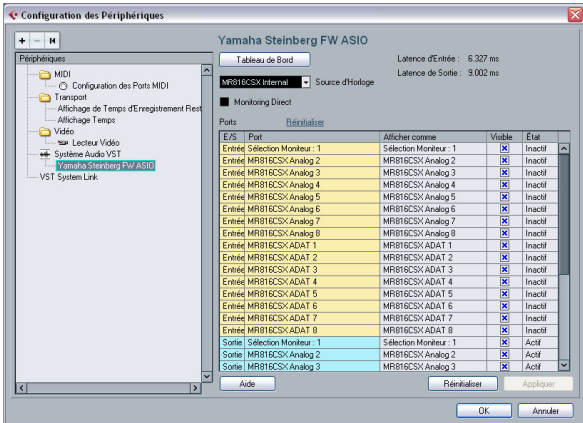 Configuration des Périphériques
Périphériques
MIDI
Configuration des Ports MIDI
Transport
Affichage de Temps d'Enregistrement Rest
Affichage Temps
Vidéo
Lecteur Vidéo
Système Audio VST
Yamaha Steinberg FW ASIO
VST System Link
Yamaha Steinberg FW ASIO
Tableau de Bord
Latence d'Entrée : 6.327 ms
Latence de Sortie : 9.002 ms
MR816CSX Internal Source d'Horloge
Monitoring Direct
Ports Réinitialiser
E/S Port Afficher comme Visible État
Entrée Sélection Moniteur : 1 Sélection Moniteur : 1 Inactif
Entrée MR816CSX Analog 2 MR816CSX Analog 2 Inactif
Entrée MR816CSX Analog 3 MR816CSX Analog 3 Inactif
Entrée MR816CSX Analog 4 MR816CSX Analog 4 Inactif
Entrée MR816CSX Analog 5 MR816CSX Analog 5 Inactif
Entrée MR816CSX Analog 6 MR816CSX Analog 6 Inactif
Entrée MR816CSX Analog 7 MR816CSX Analog 7 Inactif
Entrée MR816CSX Analog 8 MR816CSX Analog 8 Inactif
Entrée MR816CSX ADAT 1 MR816CSX ADAT 1 Inactif
Entrée MR816CSX ADAT 2 MR816CSX ADAT 2 Inactif
Entrée MR816CSX ADAT 3 MR816CSX ADAT 3 Inactif
Entrée MR816CSX ADAT 4 MR816CSX ADAT 4 Inactif
Entrée MR816CSX ADAT 5 MR816CSX ADAT 5 Inactif
Entrée MR816CSX ADAT 6 MR816CSX ADAT 6 Inactif
Entrée MR816CSX ADAT 7 MR816CSX ADAT 7 Inactif
Entrée MR816CSX ADAT 8 MR816CSX ADAT 8 Inactif
Sortie Sélection Moniteur : 1 Sélection Moniteur : 1 Actif
Sortie MR816CSX Analog 2 MR816CSX Analog 2 Actif
Sortie MR816CSX Analog 3 MR816CSX Analog 3 Actif
Aide Réinitialiser Appliquer
OK Annuler